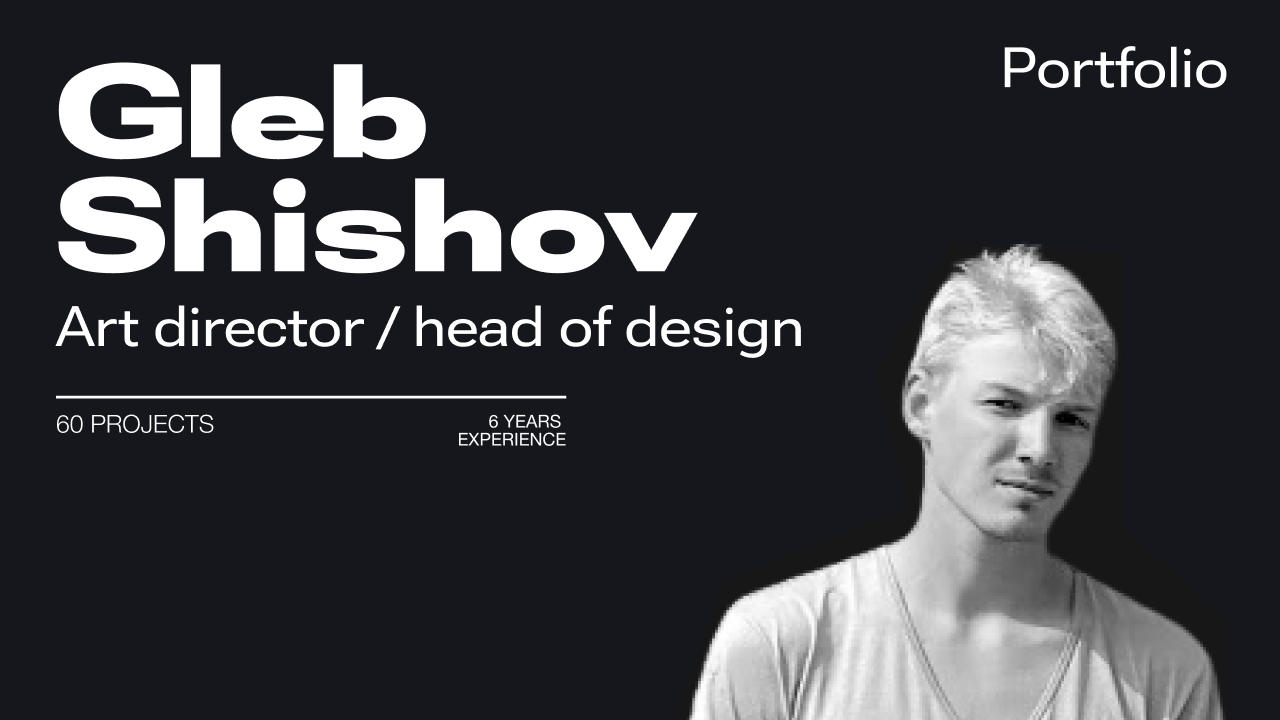 Portfolio
Gleb
Shishov
Art director / head of design
60 PROJECTS
6 YEARS
EXPERIENCE